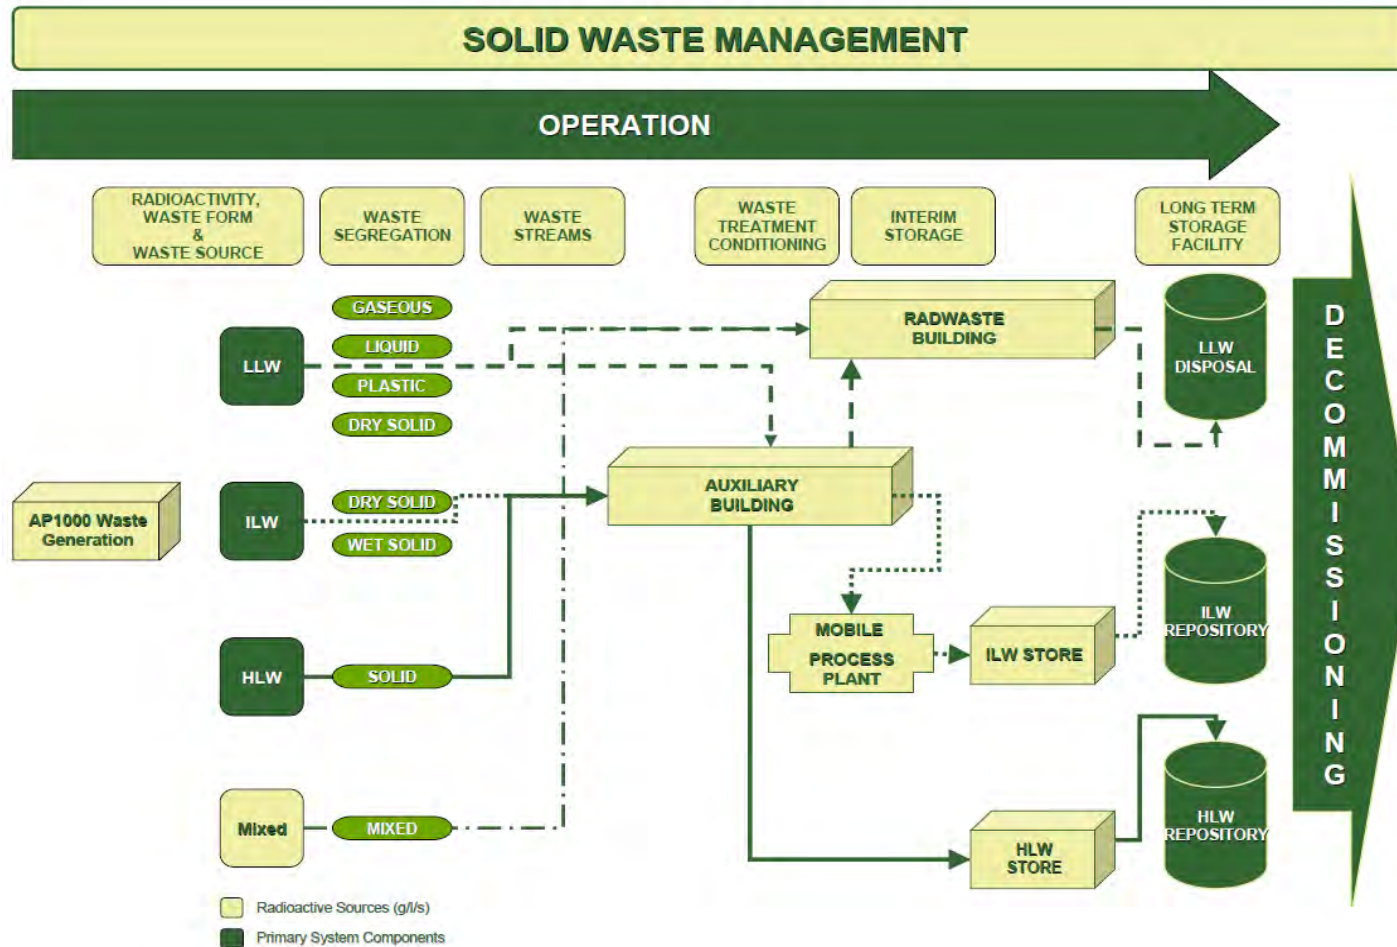 SOLID WASTE MANAGEMENT
OPERATION
RADIOACTIVITY,
WASTE FORM
&
WASTE SOURCE
WASTE
SEGREGATION
WASTE
STREAMS
WASTE
TREATMENT
CONDITIONING
INTERIM
STORAGE
LONG TERM
STORAGE
FACILITY
GASEOUS
LIQUID
PLASTIC
DRY SOLID
LLW
RADWASTE
BUILDING
LLW
DISPOSAL
AP1000 Waste
Generation
ILW
DRY SOLID
WET SOLID
AUXILIARY
BUILDING
MOBILE
PROCESS
PLANT
ILW STORE
ILW
REPOSITORY
HLW
SOLID
Mixed
MIXED
HLW
STORE
HLW
REPOSITORY
DECOMMISSIONING
Radioactive Sources (g/l/s)
Primary System Components